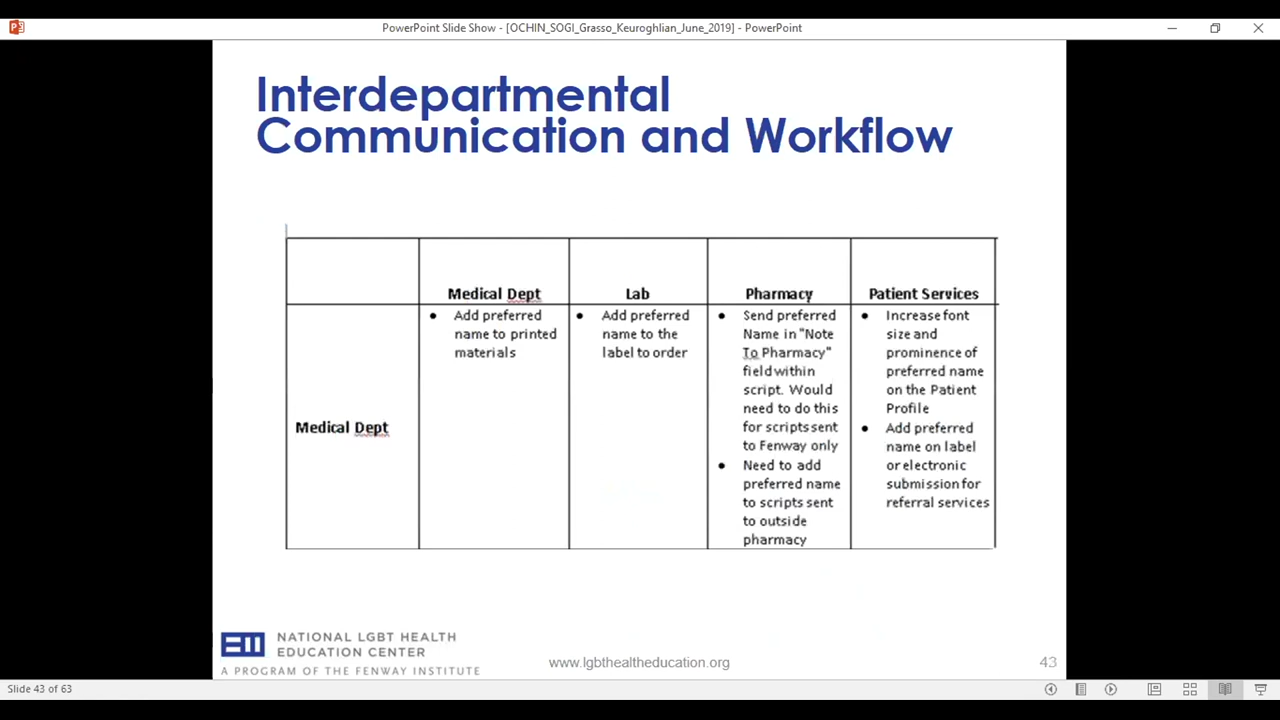 PowerPoint Slide Show - [OCHIN_SOGI_Grasso_Keuroghlian_June_2019] - PowerPoint
Interdepartmental
Communication and Workflow
Medical Dept
Lab
Pharmacy
Patient Services
Medical Dept
• Add preferred
name to printed
materials
• Add preferred
name to the
label to order
• Send preferred
Name in "Note
To Pharmacy"
field within
script. Would
need to do this
for scripts sent
to Fenway only
• Need to add
preferred name
to scripts sent
to outside
pharmacy
• Increase font
size and
prominence of
preferred name
on the Patient
Profile
• Add preferred
name on label
or electronic
submission for
referral services
NATIONAL LGBT HEALTH
EDUCATION CENTER
A PROGRAM OF THE FENWAY INSTITUTE
www.lgbthealtheducation.org
43
Slide 43 of 63